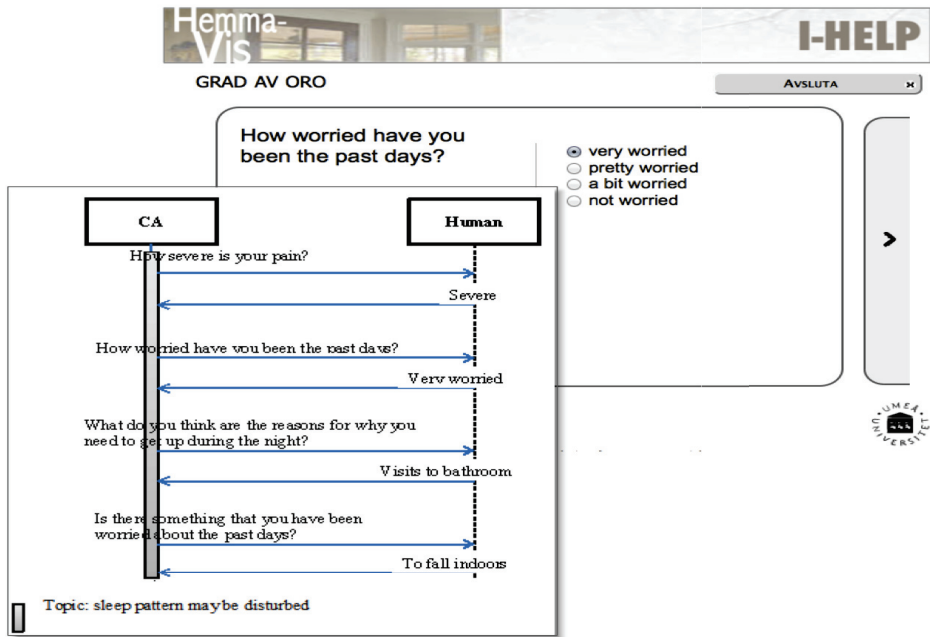 Hemma-
Vis
I-HELP
GRAD AV ORO
AVSLUTA
How worried have you
been the past days?
very worried
pretty worried
a bit worried
not worried
CA
Human
How severe is your pain?
Severe
How worried have you been the past days?
Very worried
What do you think are the reasons for why you
need to get up during the night?
Visits to bathroom
Is there something that you have been
worried about the past days?
To fall indoors
Topic: sleep pattern maybe disturbed
UMEÅ
UNIVERSITET